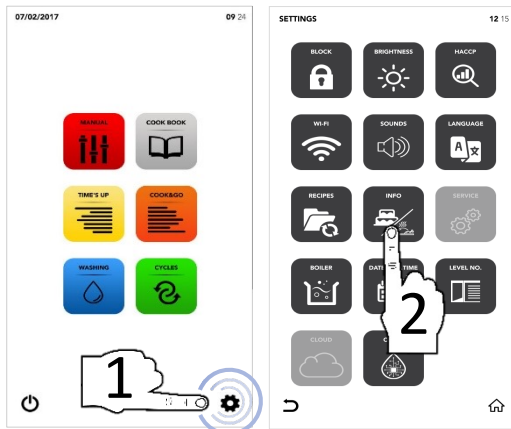 07/02/2017 09 24
MANUAL COOK BOOK
TIME'S UP COOK&GO
WASHING CYCLES
1
SETTINGS 12 15
BLOCK BRIGHTNESS HACCP
WI-FI SOUNDS LANGUAGE
A
RECIPES INFO SERVICE
BOILER TIME LEVEL NO.
2
CLOUD